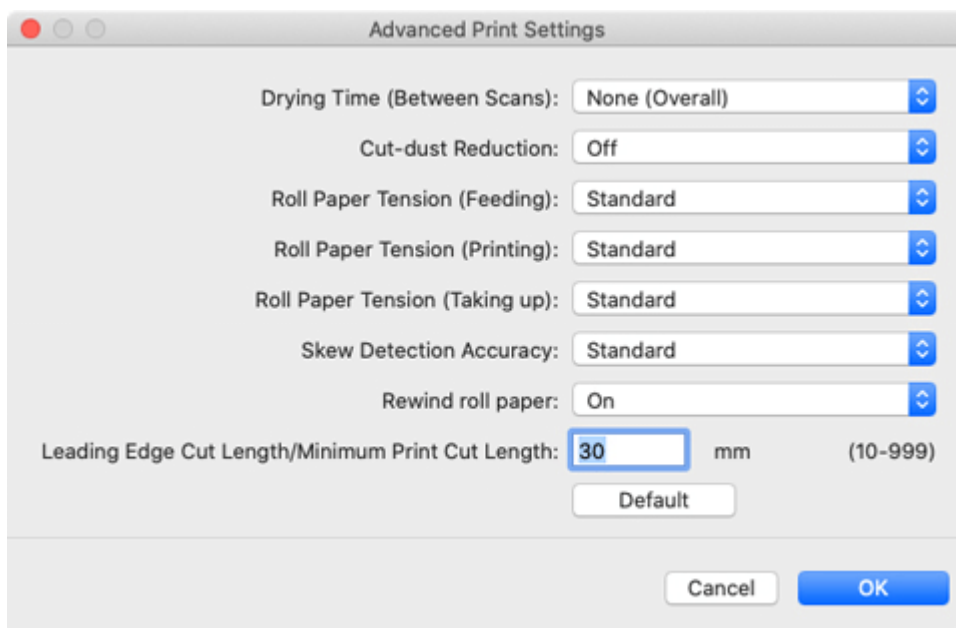 Advanced Print Settings
Drying Time (Between Scans): None (Overall)
Cut-dust Reduction: Off
Roll Paper Tension (Feeding): Standard
Roll Paper Tension (Printing): Standard
Roll Paper Tension (Taking up): Standard
Skew Detection Accuracy: Standard
Rewind roll paper: On
Leading Edge Cut Length/Minimum Print Cut Length: 30 mm (10-999)
Default
Cancel OK